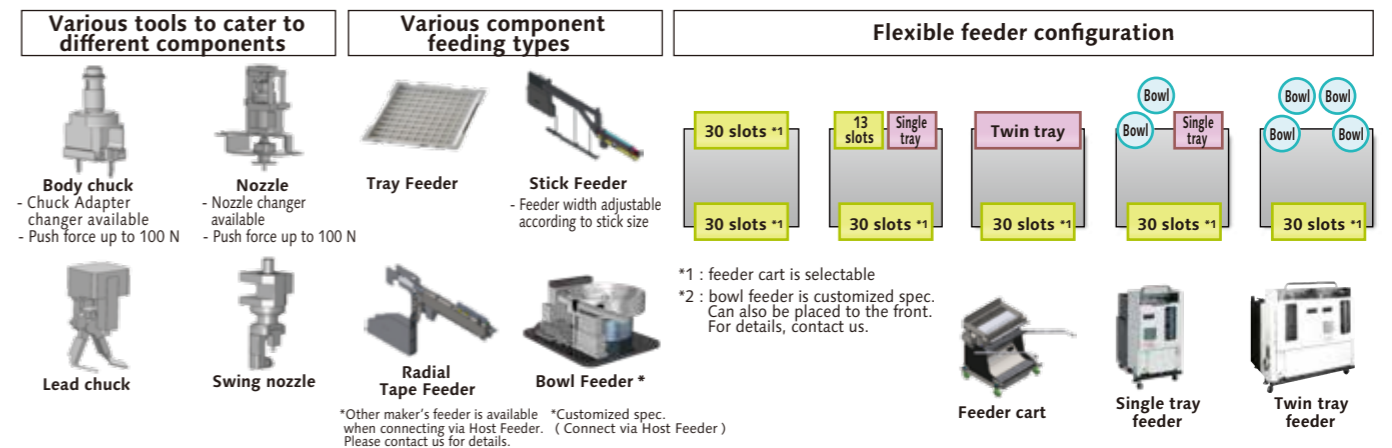 Various tools to cater to
different components
Body chuck
- Chuck Adapter
changer available
- Push force up to 100 N
Nozzle
- Nozzle changer
available
- Push force up to 100 N
Lead chuck
Swing nozzle
Various component
feeding types
Tray Feeder
Stick Feeder
- Feeder width adjustable
according to stick size
Radial
Tape Feeder
*Other maker's feeder is available
when connecting via Host Feeder.
Please contact us for details.
Bowl Feeder *
*Customized spec.
( Connect via Host Feeder )
Flexible feeder configuration
30 slots *1
30 slots *1
13
slots
Single
tray
30 slots *1
Twin tray
30 slots *1
Bowl
Bowl
Single
tray
30 slots *1
Bowl
Bowl
Bowl
Bowl
30 slots *1
*1 : feeder cart is selectable
*2 : bowl feeder is customized spec.
Can also be placed to the front.
For details, contact us.
Feeder cart
Single tray
feeder
Twin tray
feeder